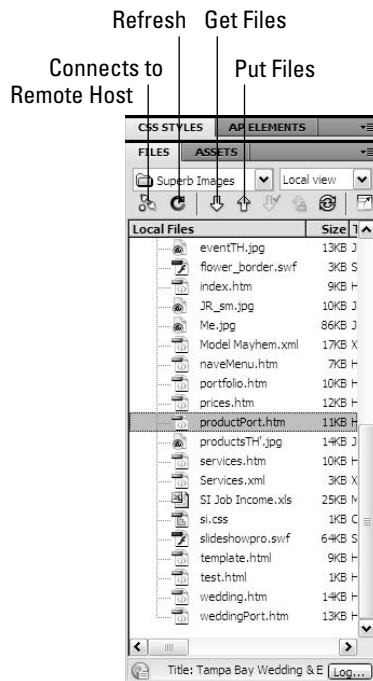 Refresh Get Files
Connects to Put Files
Remote Host
CSS STYLES AP ELEMENTS
FILES ASSETS
Superb Images Local view
Local Files Size T
eventTH.jpg 13KB J
flower_border.swf 3KB S
index.htm 9KB H
JR_sm.jpg 10KB J
Me.jpg 86KB J
Model Mayhem.xml 17KB X
naveMenu.htm 7KB H
portfolio.htm 10KB H
prices.htm 12KB H
productPort.htm 11KB H
productsTH'.jpg 14KB J
services.htm 10KB H
Services.xml 3KB X
SI Job Income.xls 25KB M
si.css 1KB C
slideshowpro.swf 64KB S
template.html 9KB H
test.html 1KB H
wedding.htm 14KB H
weddingPort.htm 13KB H
Title: Tampa Bay Wedding & E Log...